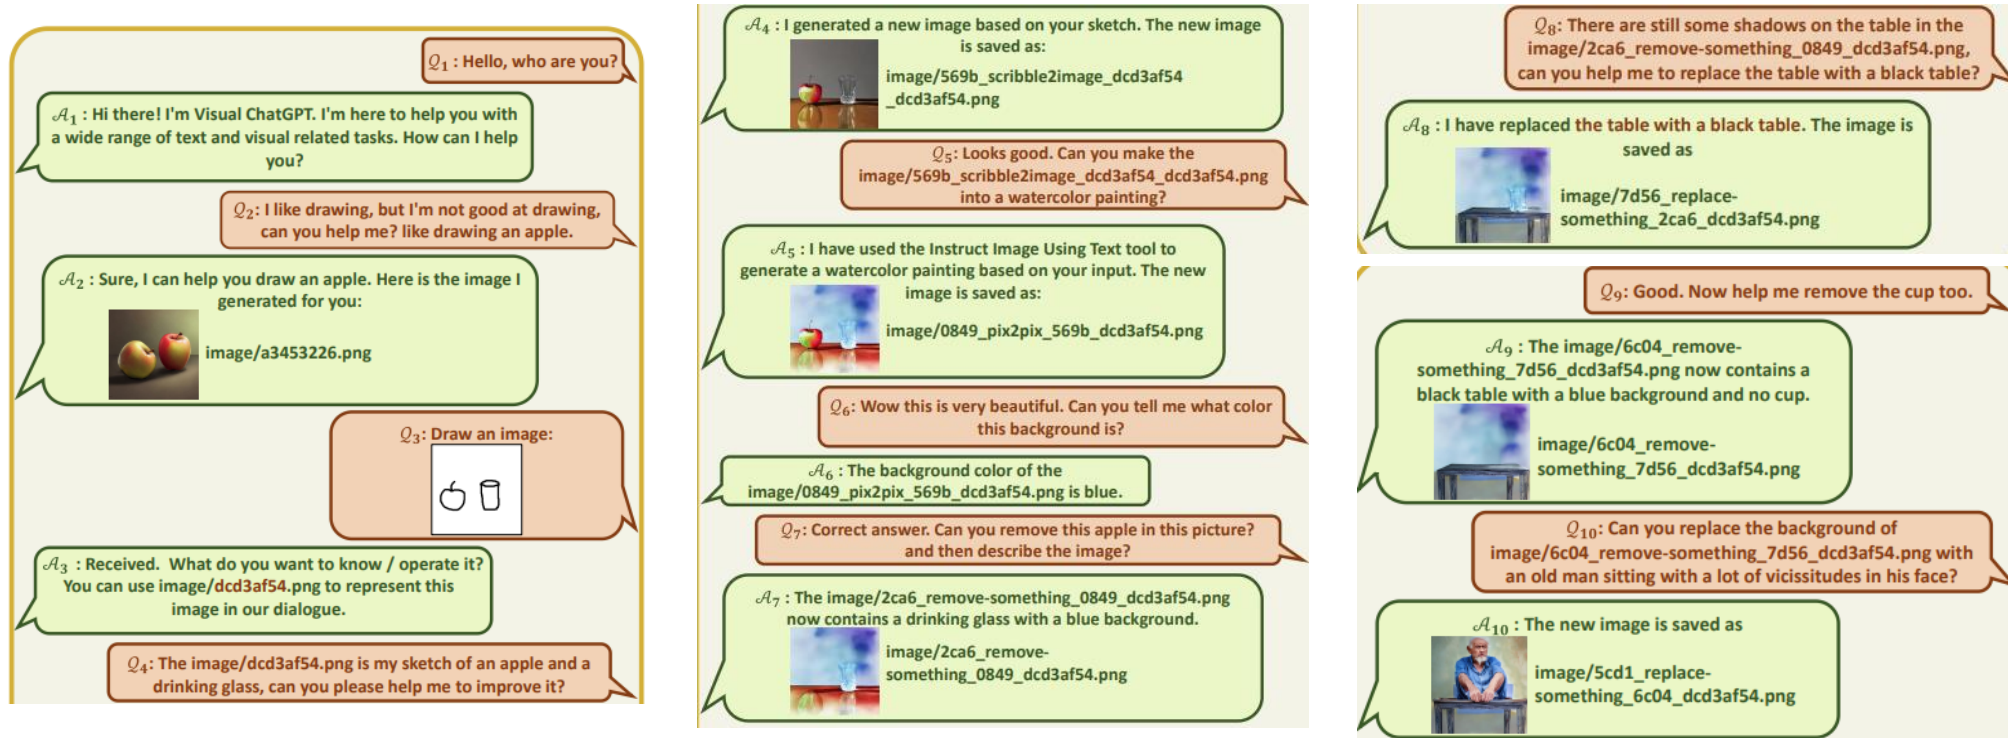 Q1 : Hello, who are you?
A1 : Hi there! I'm Visual ChatGPT. I'm here to help you with
a wide range of text and visual related tasks. How can I help
you?
Q2: I like drawing, but I'm not good at drawing,
can you help me? like drawing an apple.
A2 : Sure, I can help you draw an apple. Here is the image I
generated for you:
image/a3453226.png
Q3: Draw an image:
A3 : Received. What do you want to know / operate it?
You can use image/dcd3af54.png to represent this
image in our dialogue.
Q4: The image/dcd3af54.png is my sketch of an apple and a
drinking glass, can you please help me to improve it?
A4 : I generated a new image based on your sketch. The new image
is saved as:
image/569b_scribble2image_dcd3af54
_dcd3af54.png
Q5: Looks good. Can you make the
image/569b_scribble2image_dcd3af54_dcd3af54.png
into a watercolor painting?
A5 : I have used the Instruct Image Using Text tool to
generate a watercolor painting based on your input. The new
image is saved as:
image/0849_pix2pix_569b_dcd3af54.png
Q6: Wow this is very beautiful. Can you tell me what color
this background is?
A6 : The background color of the
image/0849_pix2pix_569b_dcd3af54.png is blue.
Q7: Correct answer. Can you remove this apple in this picture?
and then describe the image?
A7 : The image/2ca6_remove-something_0849_dcd3af54.png
now contains a drinking glass with a blue background.
image/2ca6_remove-
something_0849_dcd3af54.png
Q8: There are still some shadows on the table in the
image/2ca6_remove-something_0849_dcd3af54.png,
can you help me to replace the table with a black table?
A8 : I have replaced the table with a black table. The image is
saved as
image/7d56_replace-
something_2ca6_dcd3af54.png
Q9: Good. Now help me remove the cup too.
A9 : The image/6c04_remove-
something_7d56_dcd3af54.png now contains a
black table with a blue background and no cup.
image/6c04_remove-
something_7d56_dcd3af54.png
Q10: Can you replace the background of
image/6c04_remove-something_7d56_dcd3af54.png with
an old man sitting with a lot of vicissitudes in his face?
A10 : The new image is saved as
image/5cd1_replace-
something_6c04_dcd3af54.png